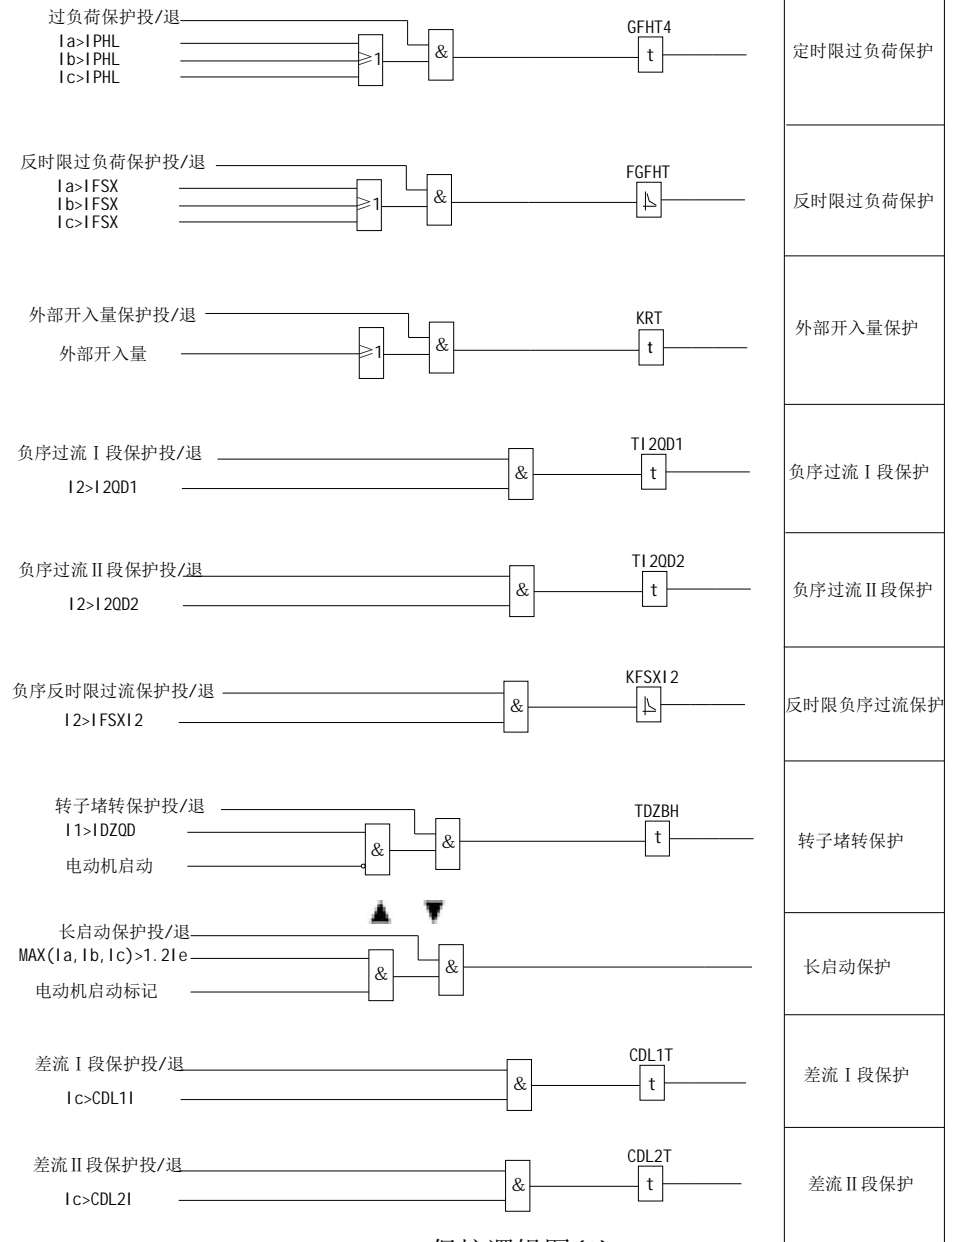 过负荷保护投/退
Ia>IPHL
Ib>IPHL
Ic>IPHL
≥1
&
GFHT4
t
定时限过负荷保护
反时限过负荷保护投/退
Ia>IFSX
Ib>IFSX
Ic>IFSX
≥1
&
FGFHT
反时限过负荷保护
外部开入量保护投/退
外部开入量
≥1
&
KRT
t
外部开入量保护
负序过流Ⅰ段保护投/退
I2>I2QD1
&
TI2QD1
t
负序过流Ⅰ段保护
负序过流Ⅱ段保护投/退
I2>I2QD2
&
TI2QD2
t
负序过流Ⅱ段保护
负序反时限过流保护投/退
I2>IFSXI2
&
KFSXI2
反时限负序过流保护
转子堵转保护投/退
I1>IDZQD
电动机启动
&
&
TDZBH
t
转子堵转保护
长启动保护投/退
MAX(Ia,Ib,Ic)>1.2Ie
电动机启动标记
&
&
长启动保护
差流Ⅰ段保护投/退
Ic>CDL1I
&
CDL1T
t
差流Ⅰ段保护
差流Ⅱ段保护投/退
Ic>CDL2I
&
CDL2T
t
差流Ⅱ段保护